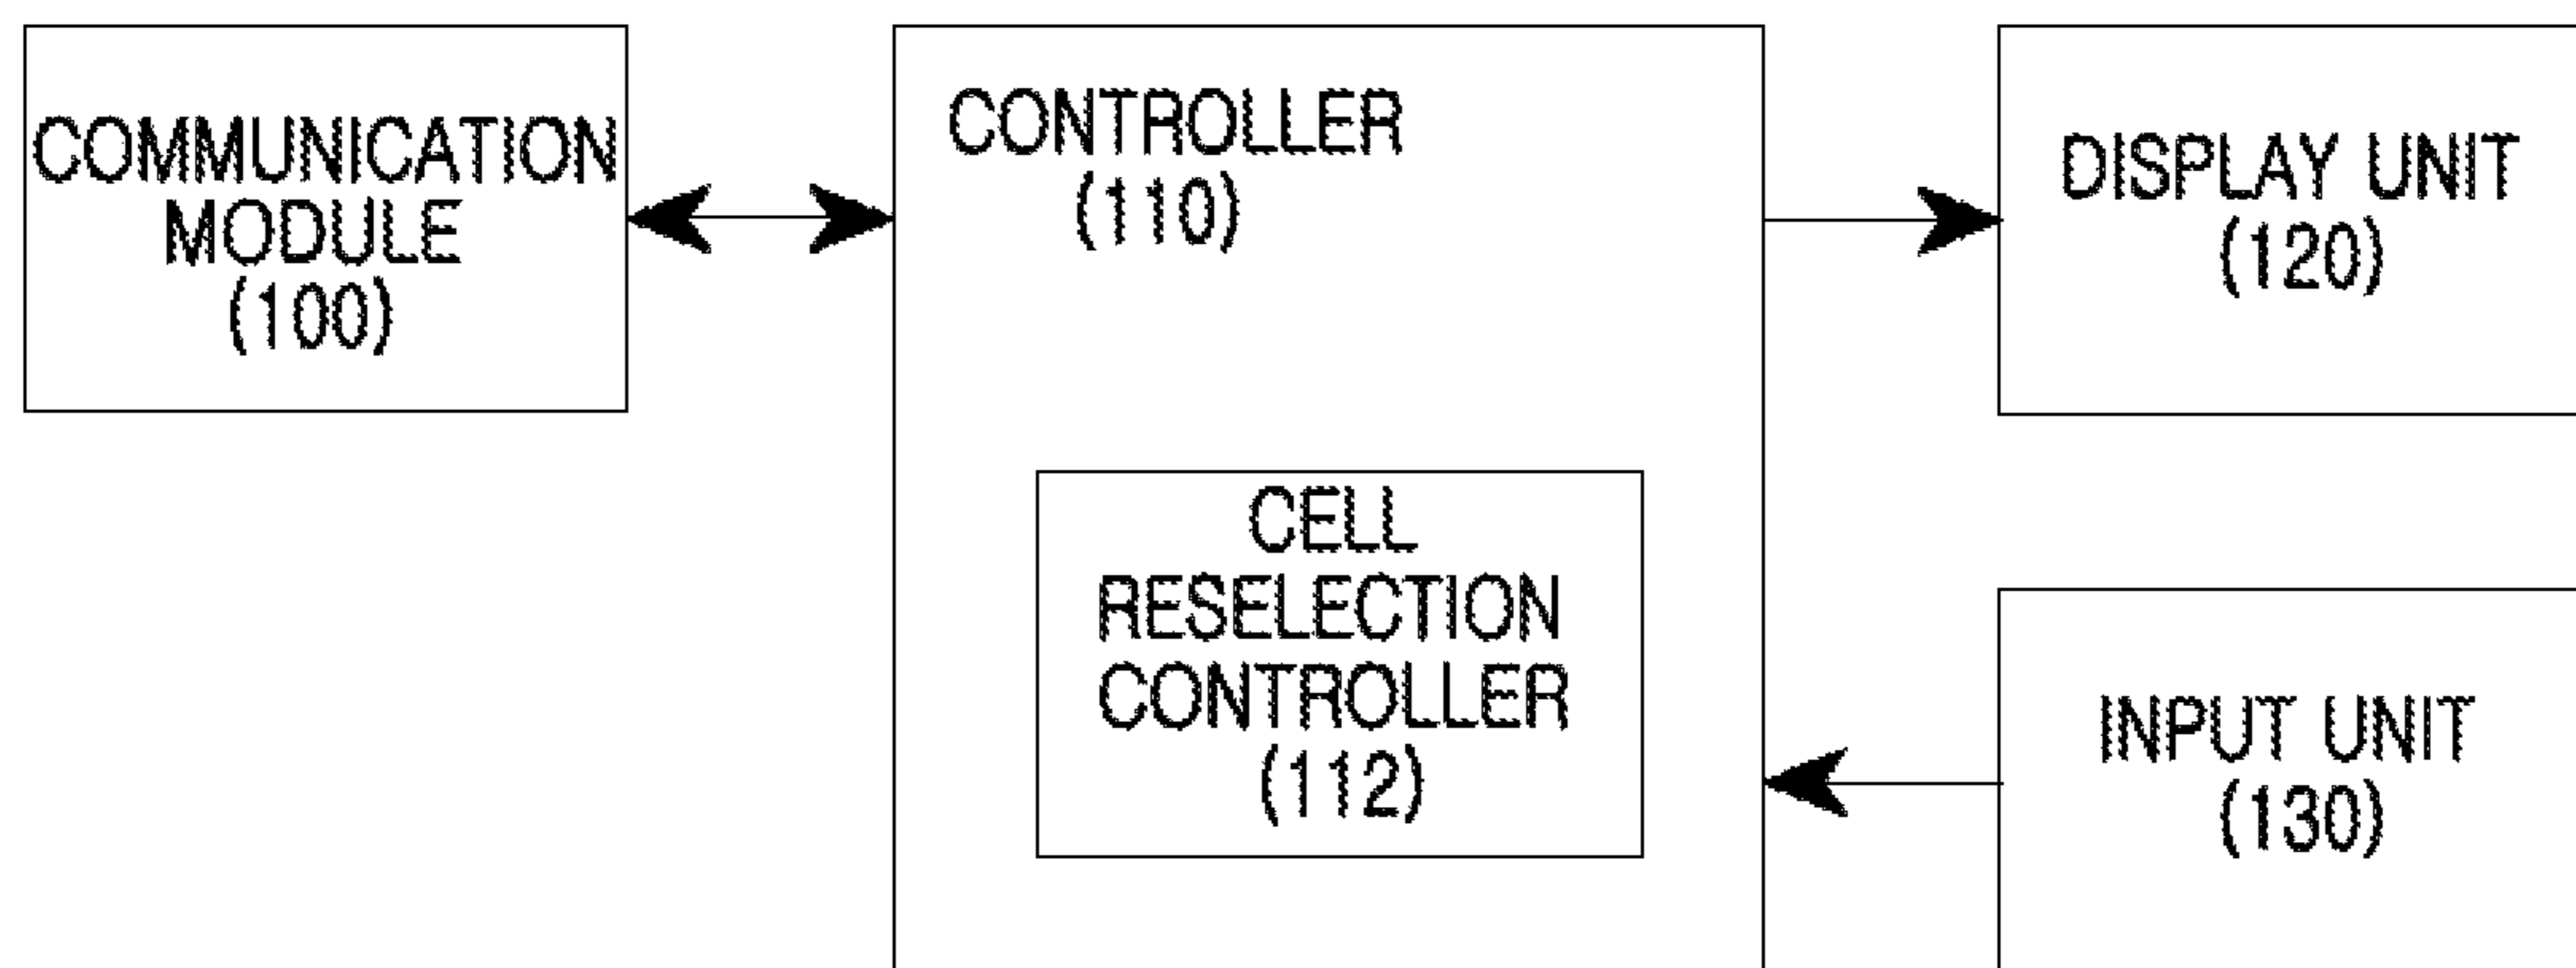 COMMUNICATION
MODULE
(100)
CONTROLLER
(110)
CELL
RESELECTION
CONTROLLER
(112)
DISPLAY UNIT
(120)
INPUT UNIT
(130)